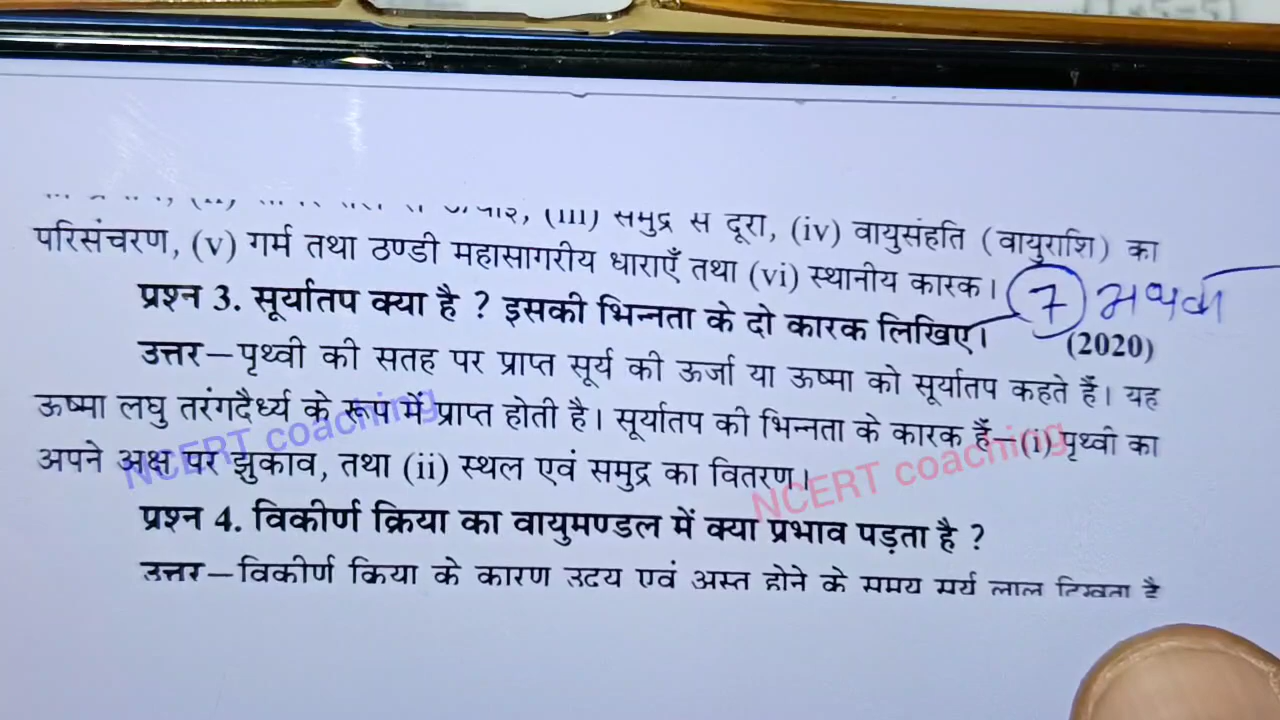 (iii) समुद्र से दूरी, (iv) वायुसंहति (वायुराशि) का
परिसंचरण, (v) गर्म तथा ठण्डी महासागरीय धाराएँ तथा (vi) स्थानीय कारक।
प्रश्न 3. सूर्यातप क्या है ? इसकी भिन्नता के दो कारक लिखिए।
7 अथवा
(2020)
उत्तर–पृथ्वी की सतह पर प्राप्त सूर्य की ऊर्जा या ऊष्मा को सूर्यातप कहते हैं। यह
ऊष्मा लघु तरंगदैर्ध्य के रूप में प्राप्त होती है। सूर्यातप की भिन्नता के कारक हैं–(i) पृथ्वी का
अपने अक्ष पर झुकाव, तथा (ii) स्थल एवं समुद्र का वितरण।
NCERT coaching
NCERT coaching
प्रश्न 4. विकीर्ण क्रिया का वायुमण्डल में क्या प्रभाव पड़ता है ?
उत्तर–विकीर्ण क्रिया के कारण उदय एवं अस्त होने के समय सूर्य लाल दिखता है